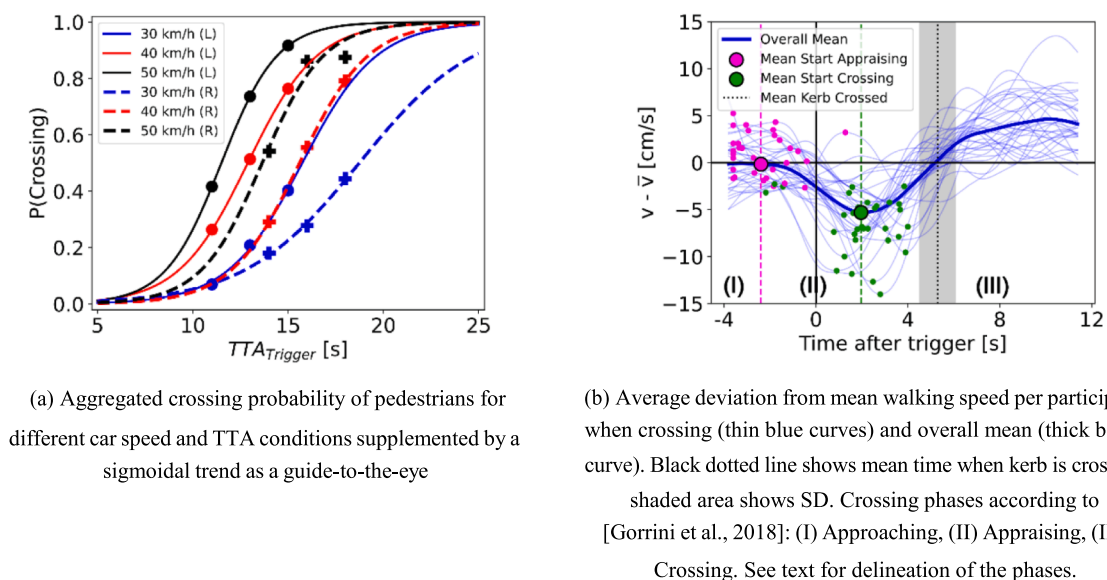 1.0
0.8
0.6
0.4
0.2
0.0
P(Crossing)
30 km/h (L)
40 km/h (L)
50 km/h (L)
30 km/h (R)
40 km/h (R)
50 km/h (R)
5 10 15 20 25
TTA_Trigger [s]
15
10
5
0
−5
−10
−15
v - v̄ [cm/s]
Overall Mean
Mean Start Appraising
Mean Start Crossing
Mean Kerb Crossed
(I) (II) (III)
-4 0 4 8 12
Time after trigger [s]
(a) Aggregated crossing probability of pedestrians for
different car speed and TTA conditions supplemented by a
sigmoidal trend as a guide-to-the-eye
(b) Average deviation from mean walking speed per
when crossing (thin blue curves) and overall mean (thick
curve). Black dotted line shows mean time when kerb is
shaded area shows SD. Crossing phases according to
[Gorrini et al., 2018]: (I) Approaching, (II) Appraising,
Crossing. See text for delineation of the phases.